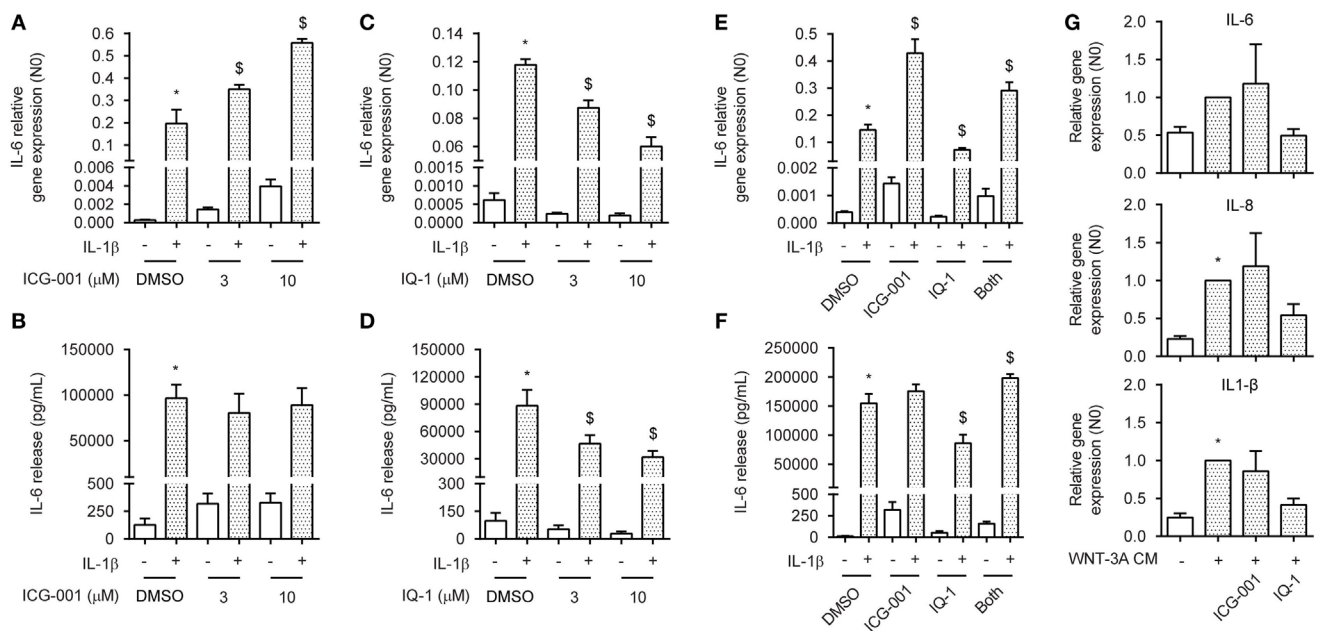 A
IL-6 relative
gene expression (N0)
0.6
0.5
0.4
0.3
0.2
0.1
0.006
0.004
0.002
0.000
* $ $
IL-1β - + - + - +
ICG-001 (μM) DMSO 3 10
B
IL-6 release (pg/mL)
150000
100000
50000
0
500
250
0
*
IL-1β - + - + - +
ICG-001 (μM) DMSO 3 10
C
IL-6 relative
gene expression (N0)
0.14
0.12
0.10
0.08
0.06
0.0015
0.0010
0.0005
0.0000
* $ $
IL-1β - + - + - +
IQ-1 (μM) DMSO 3 10
D
IL-6 release (pg/mL)
150000
120000
90000
60000
30000
300
150
0
* $ $
IL-1β - + - + - +
IQ-1 (μM) DMSO 3 10
E
IL-6 relative
gene expression (N0)
0.5
0.4
0.3
0.2
0.1
0.002
0.001
0.000
* $ $ $
IL-1β - + - + - + - +
DMSO ICG-001 IQ-1 Both
F
IL-6 release (pg/mL)
250000
200000
150000
100000
50000
500
250
0
* $ $
IL-1β - + - + - + - +
DMSO ICG-001 IQ-1 Both
G
IL-6
Relative gene
expression (N0)
2.0
1.5
1.0
0.5
0.0
IL-8
Relative gene
expression (N0)
2.0
1.5
1.0
0.5
0.0
*
IL1-β
Relative gene
expression (N0)
2.0
1.5
1.0
0.5
0.0
*
WNT-3A CM - + + +
ICG-001 IQ-1